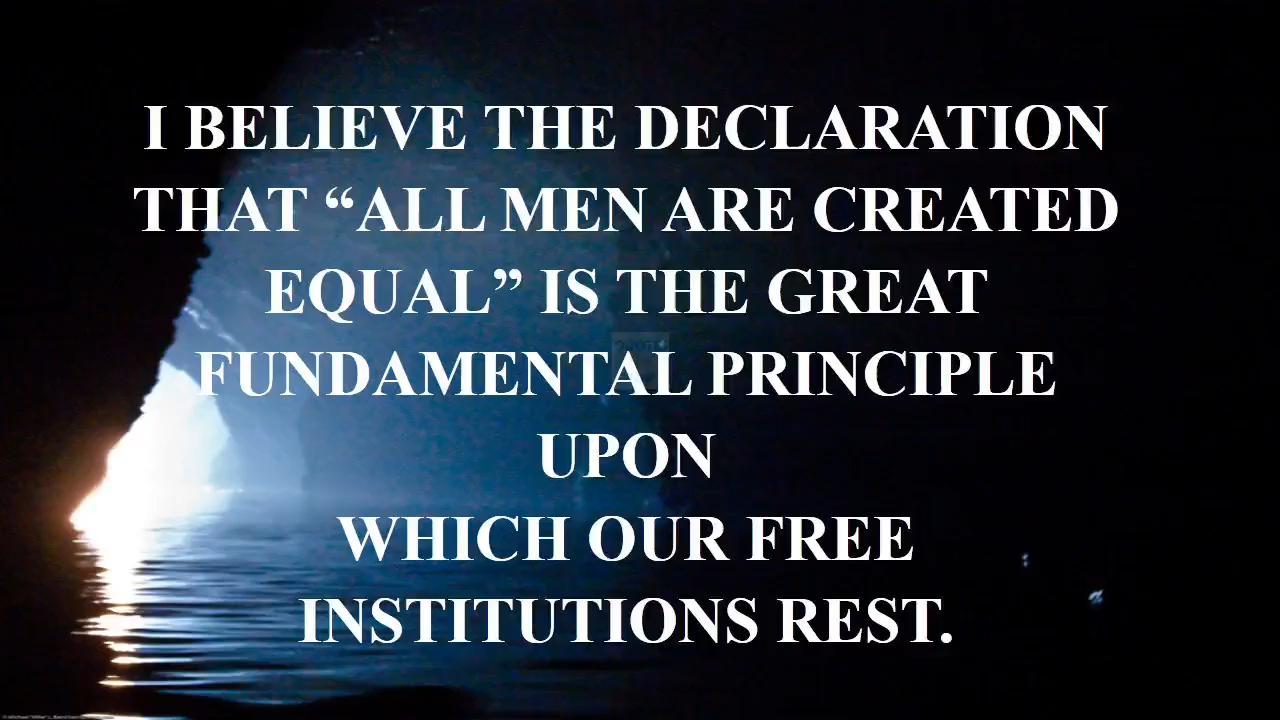 I BELIEVE THE DECLARATION
THAT “ALL MEN ARE CREATED
EQUAL” IS THE GREAT
FUNDAMENTAL PRINCIPLE
UPON
WHICH OUR FREE
INSTITUTIONS REST.